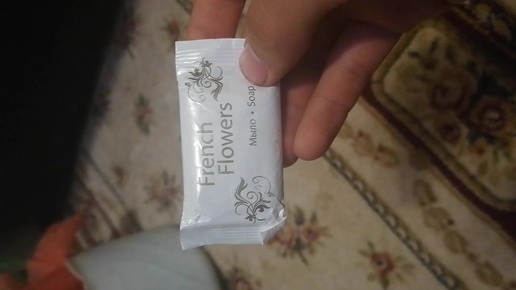 French
Flowers
Мыло • Soap